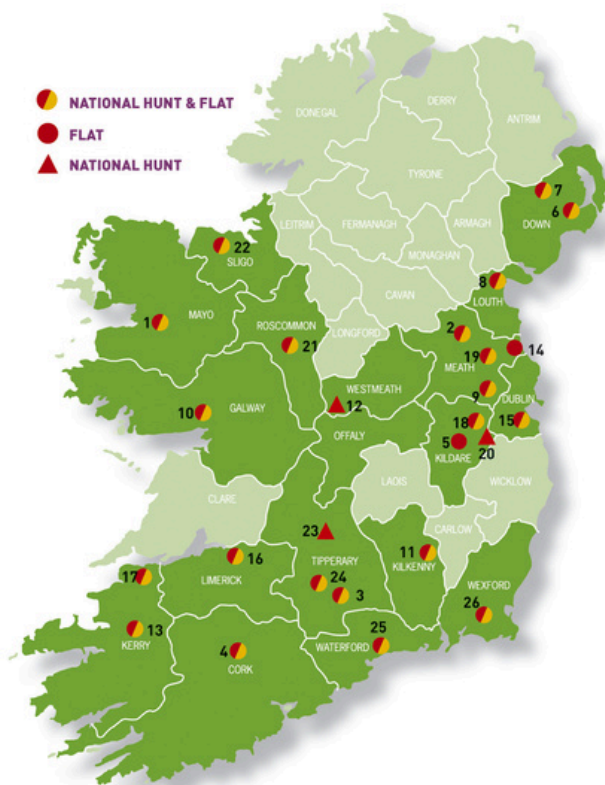 NATIONAL HUNT & FLAT
FLAT
NATIONAL HUNT
DONEGAL
DERRY
ANTRIM
TYRONE
7
DOWN
6
FERMANAGH
ARMAGH
LEITRIM
MONAGHAN
22
SLIGO
CAVAN
8
LOUTH
MAYO
1
ROSCOMMON
21
LONGFORD
2
19
MEATH
14
WESTMEATH
9
DUBLIN
10
GALWAY
12
18
15
OFFALY
5
KILDARE
20
LAOIS
WICKLOW
CLARE
23
CARLOW
TIPPERARY
11
KILKENNY
16
LIMERICK
24
3
WEXFORD
17
26
13
KERRY
25
WATERFORD
4
CORK